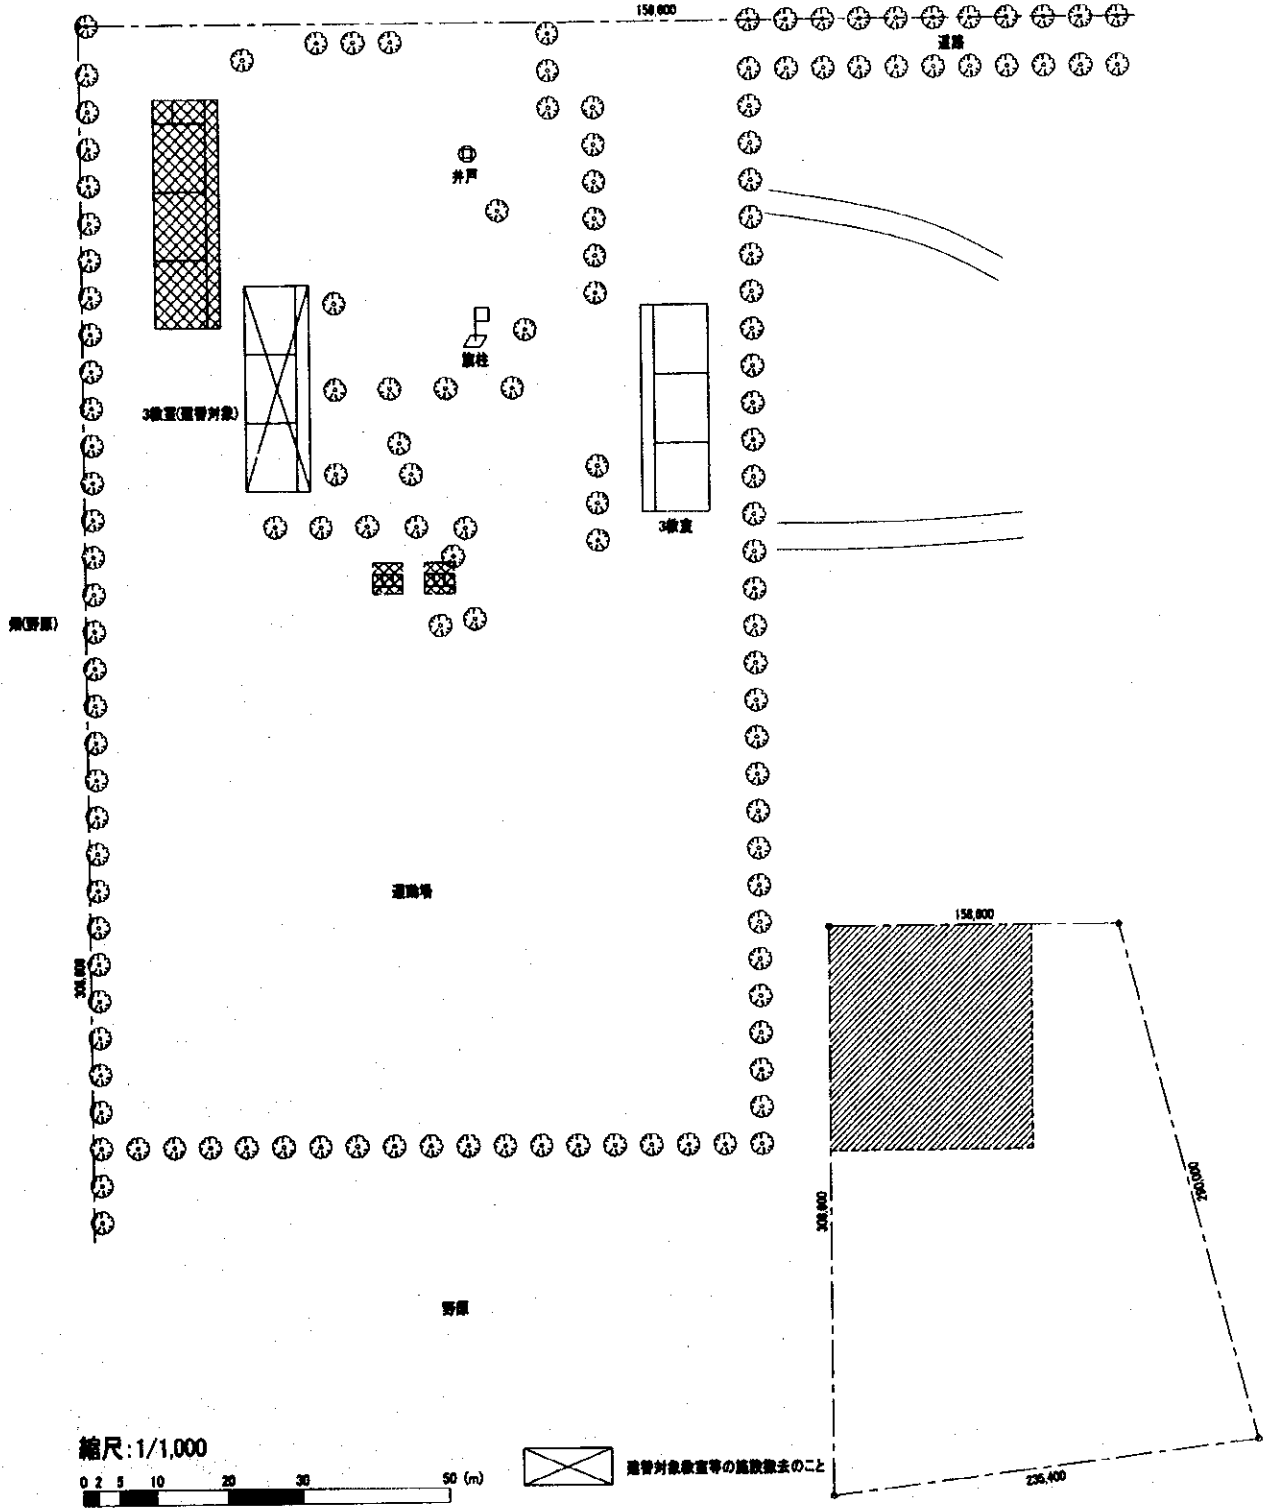 158,800
道路
井戸
旗柱
3教室(建替対象)
3教室
畑(野原)
運動場
308,800
158,800
308,800
280,000
235,400
野原
縮尺:1/1,000
0 2 5 10 20 30 50 (m)
建替対象教室等の施設撤去のこと